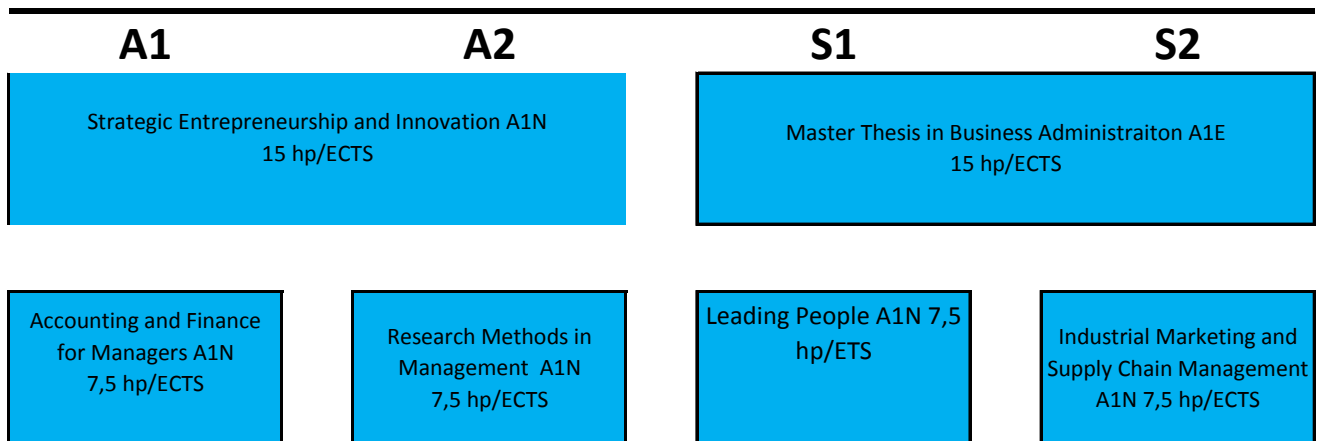 A1 A2 S1 S2
Strategic Entrepreneurship and Innovation A1N
15 hp/ECTS
Master Thesis in Business Administraiton A1E
15 hp/ECTS
Accounting and Finance
for Managers A1N
7,5 hp/ECTS
Research Methods in
Management A1N
7,5 hp/ECTS
Leading People A1N 7,5
hp/ETS
Industrial Marketing and
Supply Chain Management
A1N 7,5 hp/ECTS